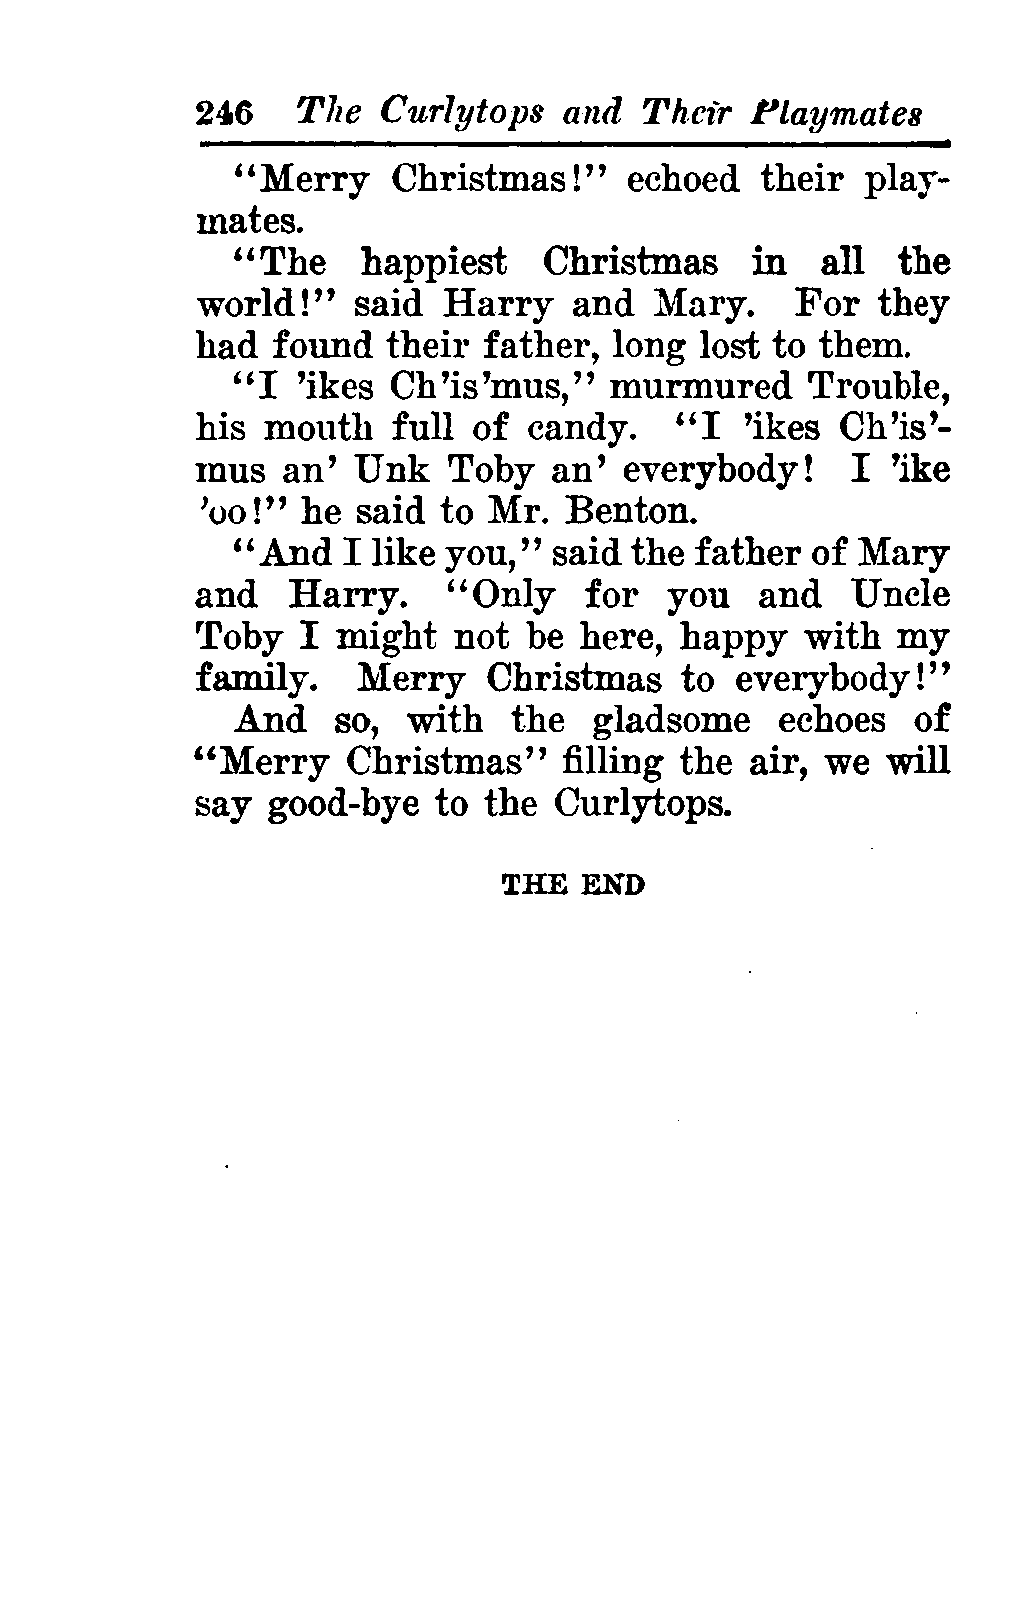 246 The Curlytops and Their Playmates
“Merry Christmas!” echoed their play-
mates.
“The happiest Christmas in all the
world!” said Harry and Mary. For they
had found their father, long lost to them.
“I ’ikes Ch’is’mus,” murmured Trouble,
his mouth full of candy. “I ’ikes Ch’is’-
mus an’ Unk Toby an’ everybody! I ’ike
’oo!” he said to Mr. Benton.
“And I like you,” said the father of Mary
and Harry. “Only for you and Uncle
Toby I might not be here, happy with my
family. Merry Christmas to everybody!”
And so, with the gladsome echoes of
“Merry Christmas” filling the air, we will
say good-bye to the Curlytops.
THE END